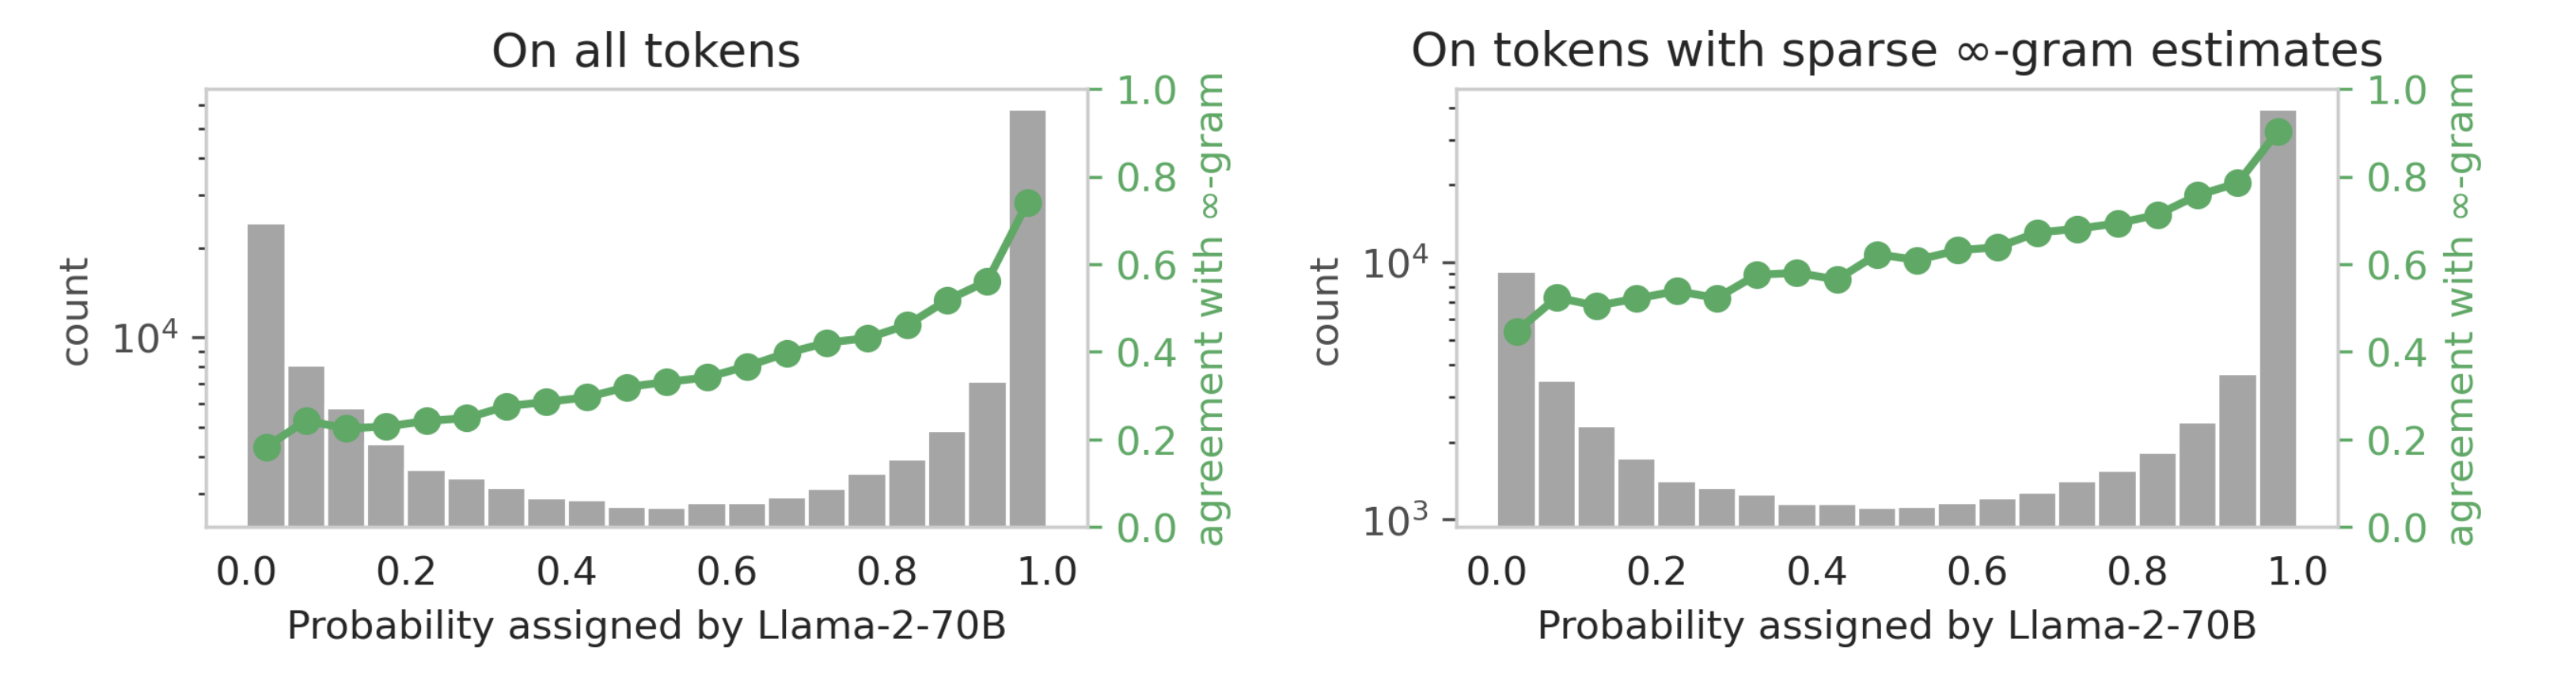 On all tokens
count
10⁴
1.0
0.8
0.6
0.4
0.2
0.0
agreement with ∞-gram
0.0 0.2 0.4 0.6 0.8 1.0
Probability assigned by Llama-2-70B
On tokens with sparse ∞-gram estimates
count
10⁴
10³
1.0
0.8
0.6
0.4
0.2
0.0
agreement with ∞-gram
0.0 0.2 0.4 0.6 0.8 1.0
Probability assigned by Llama-2-70B